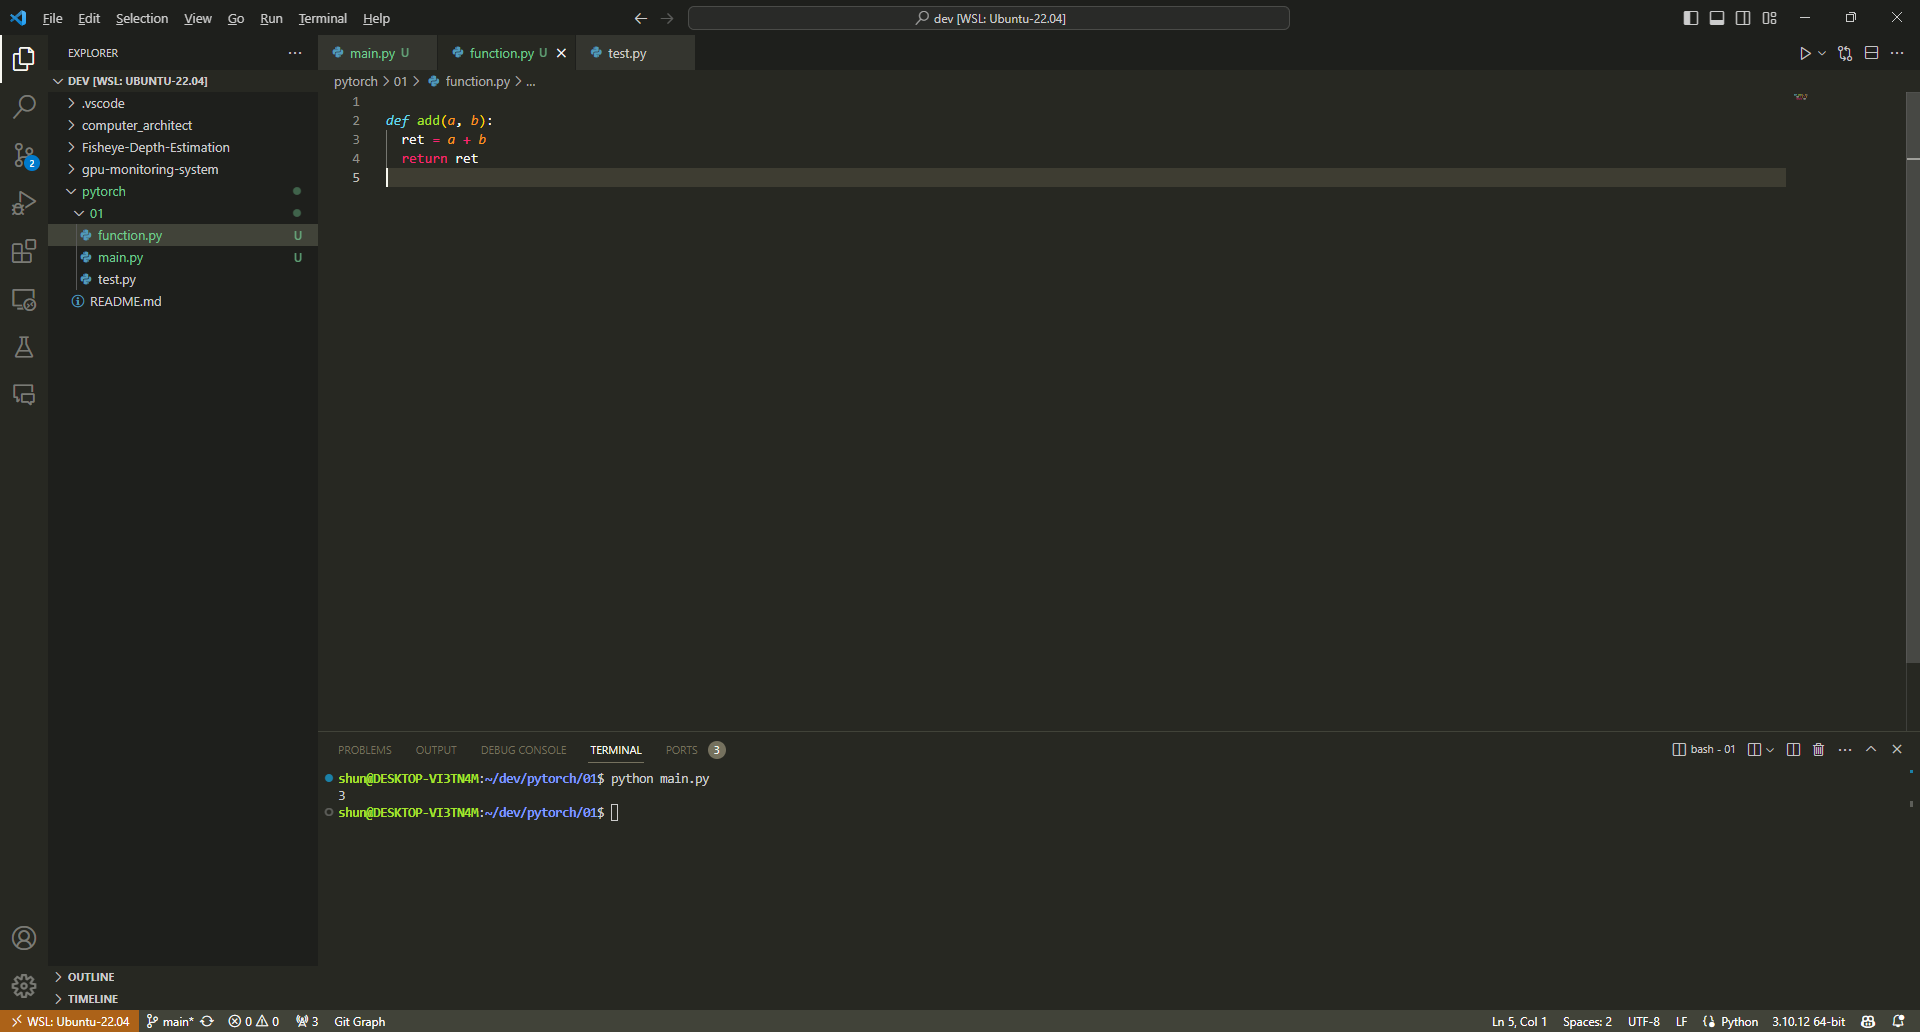 File Edit Selection View Go Run Terminal Help
dev [WSL: Ubuntu-22.04]
EXPLORER
main.py U
function.py U
test.py
DEV [WSL: UBUNTU-22.04]
pytorch > 01 > function.py > ...
.vscode
computer_architect
Fisheye-Depth-Estimation
gpu-monitoring-system
pytorch
01
function.py U
main.py U
test.py
README.md
1
2 def add(a, b):
3 ret = a + b
4 return ret
5
2
PROBLEMS OUTPUT DEBUG CONSOLE TERMINAL PORTS 3
bash - 01
shun@DESKTOP-VI3TN4M:~/dev/pytorch/01$ python main.py
3
shun@DESKTOP-VI3TN4M:~/dev/pytorch/01$
OUTLINE
TIMELINE
WSL: Ubuntu-22.04 main* 0 0 3 Git Graph
Ln 5, Col 1 Spaces: 2 UTF-8 LF Python 3.10.12 64-bit